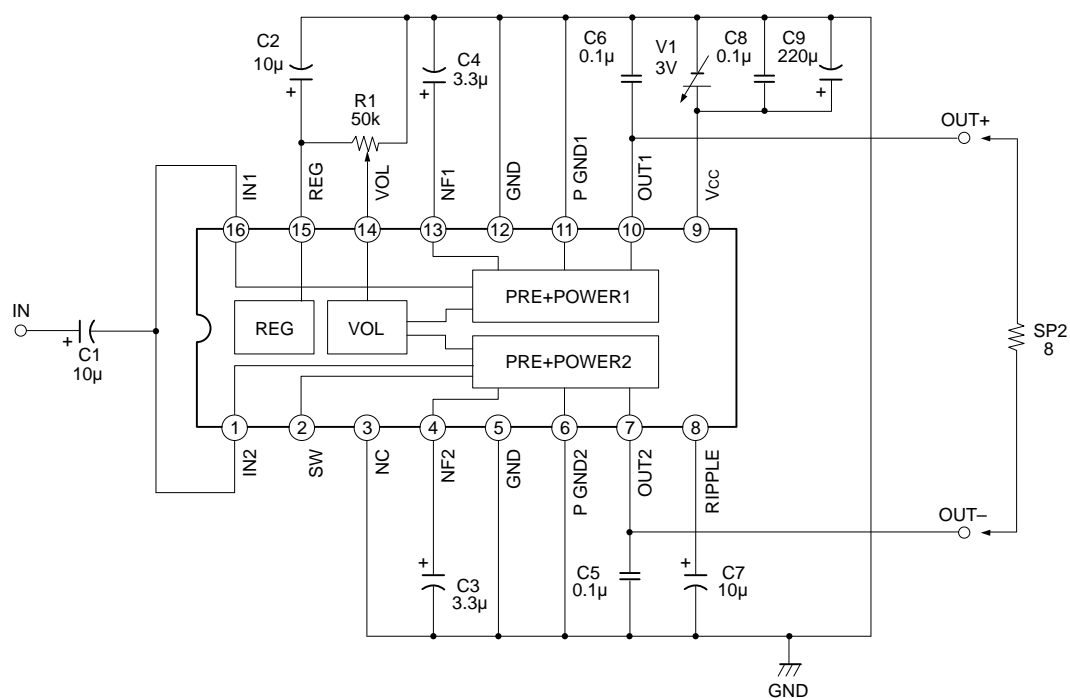 C2
10µ
+
C4
3.3µ
+
C6
0.1µ
V1
3V
C8
0.1µ
C9
220µ
+
R1
50k
OUT+
IN1
REG
VOL
NF1
GND
P GND1
OUT1
VCC
16
15
14
13
12
11
10
9
PRE+POWER1
IN
REG
VOL
SP2
8
+
C1
10µ
PRE+POWER2
1
2
3
4
5
6
7
8
IN2
SW
NC
NF2
GND
P GND2
OUT2
RIPPLE
OUT–
+
C3
3.3µ
C5
0.1µ
+
C7
10µ
GND